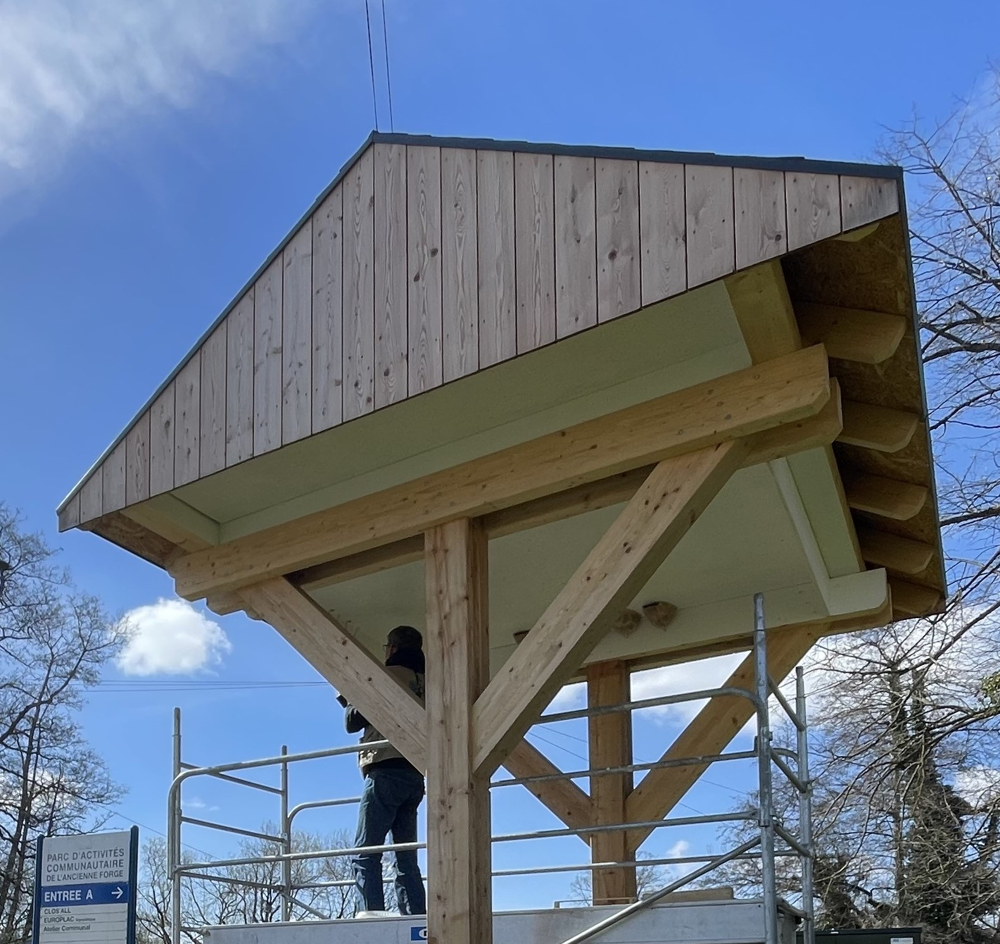 PARC D'ACTIVITÉS
COMMUNAUTAIRE
DE L'ANCIENNE FORGE
ENTREE A →
CLOS'ALL
EUROPLAC
Atelier Communal